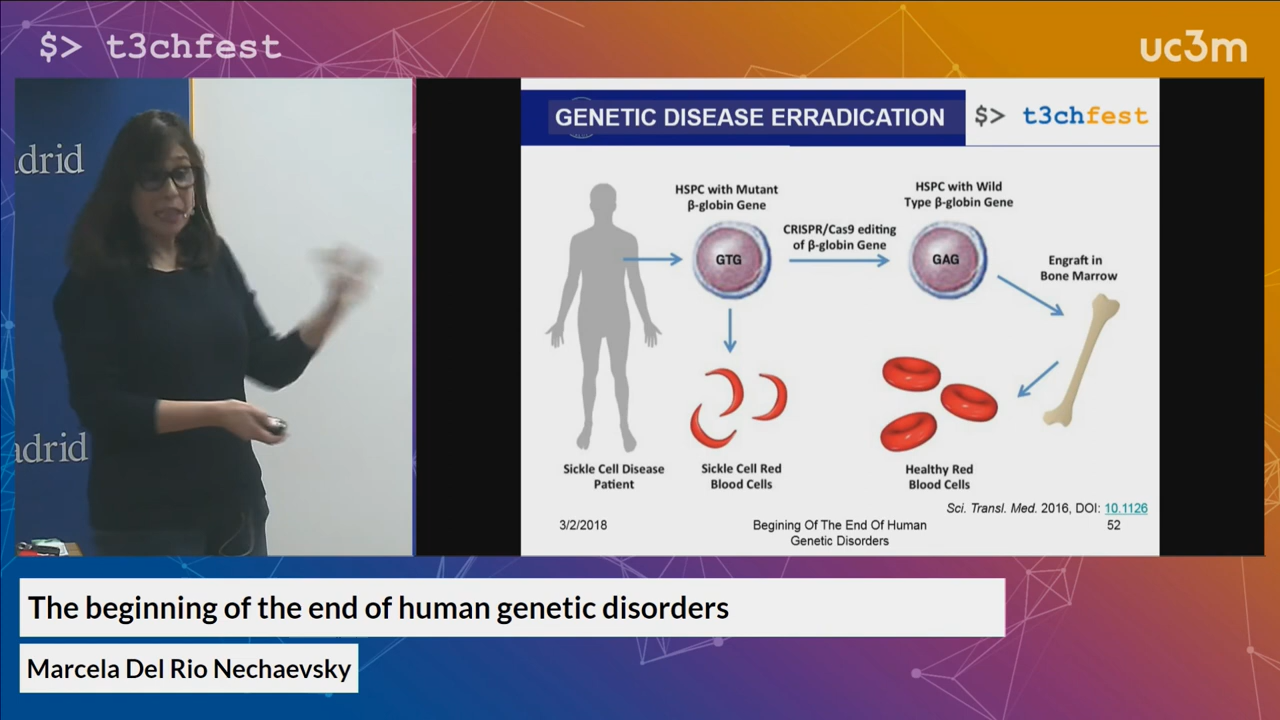 $> t3chfest
uc3m
adrid
adrid
GENETIC DISEASE ERRADICATION
$> t3chfest
HSPC with Mutant
β-globin Gene
HSPC with Wild
Type β-globin Gene
CRISPR/Cas9 editing
of β-globin Gene
GTG
GAG
Engraft in
Bone Marrow
Sickle Cell Disease
Patient
Sickle Cell Red
Blood Cells
Healthy Red
Blood Cells
Sci. Transl. Med. 2016, DOI: 10.1126
3/2/2018
Begining Of The End Of Human
Genetic Disorders
52
The beginning of the end of human genetic disorders
Marcela Del Rio Nechaevsky